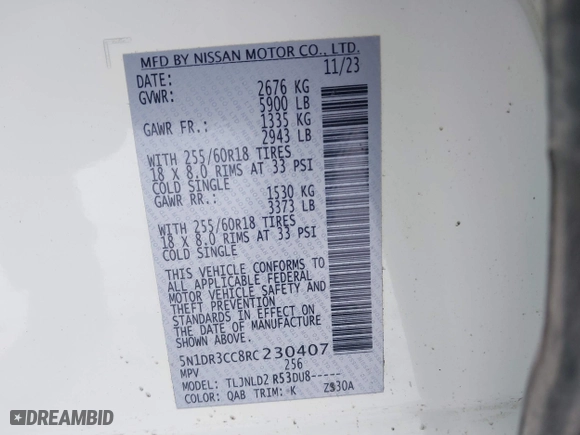 MFD BY NISSAN MOTOR CO., LTD.
DATE: 11/23
GVWR: 2676 KG
5900 LB
GAWR FR.: 1335 KG
2943 LB
WITH 255/60R18 TIRES
18 X 8.0 RIMS AT 33 PSI
COLD SINGLE
GAWR RR.: 1530 KG
3373 LB
WITH 255/60R18 TIRES
18 X 8.0 RIMS AT 33 PSI
COLD SINGLE
THIS VEHICLE CONFORMS TO
ALL APPLICABLE FEDERAL
MOTOR VEHICLE SAFETY AND
THEFT PREVENTION
STANDARDS IN EFFECT ON
THE DATE OF MANUFACTURE
SHOWN ABOVE.
5N1DR3CC8RC230407
MPV 256
MODEL: TLJNLD2 R53DU8-----
COLOR: QAB TRIM: K
DREAMBID DREAMBID.COM